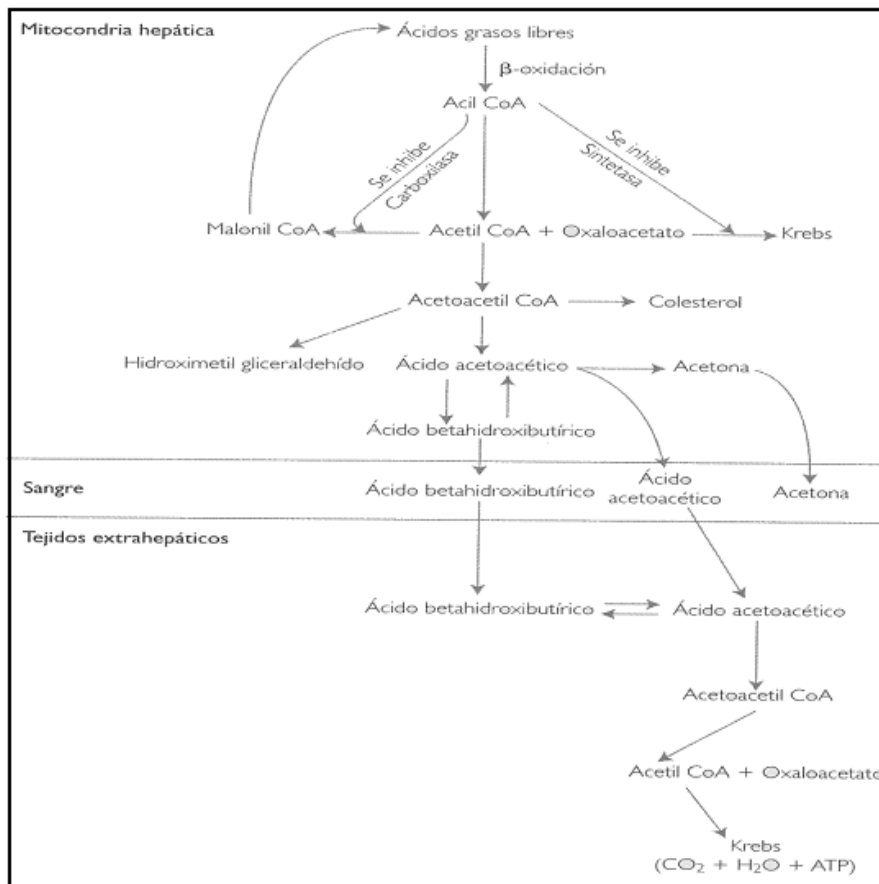 Mitocondria hepática
Ácidos grasos libres
β-oxidación
Acil CoA
Se inhibe
Carboxilasa
Se inhibe
Sintetasa
Malonil CoA
Acetil CoA + Oxaloacetato
Krebs
Acetoacetil CoA
Colesterol
Hidroximetil gliceraldehído
Ácido acetoacético
Acetona
Ácido betahidroxibutírico
Sangre
Ácido betahidroxibutírico
Ácido
acetoacético
Acetona
Tejidos extrahepáticos
Ácido betahidroxibutírico
Ácido acetoacético
Acetoacetil CoA
Acetil CoA + Oxaloacetato
Krebs
(CO₂ + H₂O + ATP)